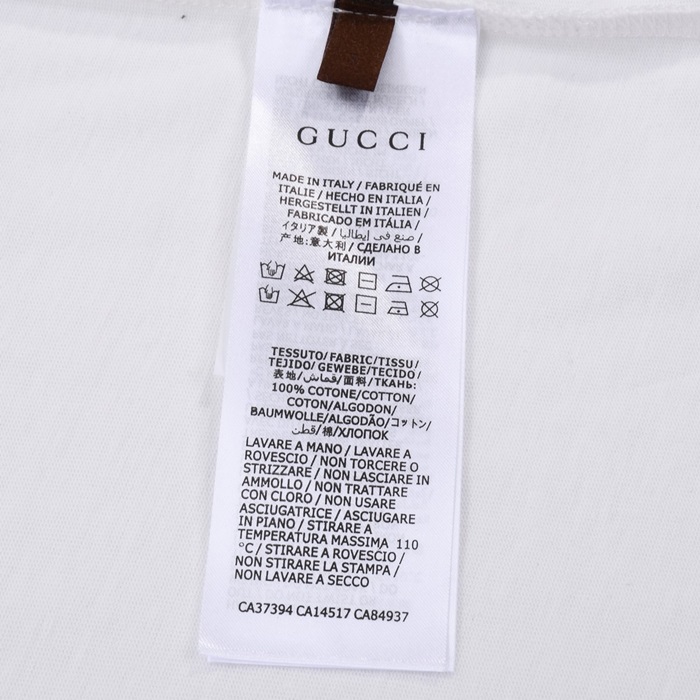 GUCCI
MADE IN ITALY / FABRIQUÉ EN
ITALIE / HECHO EN ITALIA /
HERGESTELLT IN ITALIEN /
FABRICADO EM ITÁLIA /
イタリア製 / صنع في إيطاليا /
产地:意大利 / СДЕЛАНО В
ИТАЛИИ
TESSUTO/FABRIC/TISSU/
TEJIDO/GEWEBE/TECIDO/
表地/قماش/面料/ТКАНЬ:
100% COTONE/COTTON/
COTON/ALGODON/
BAUMWOLLE/ALGODÃO/コットン/
قطن/棉/ХЛОПОК
LAVARE A MANO / LAVARE A
ROVESCIO / NON TORCERE O
STRIZZARE / NON LASCIARE IN
AMMOLLO / NON TRATTARE
CON CLORO / NON USARE
ASCIUGATRICE / ASCIUGARE
IN PIANO / STIRARE A
TEMPERATURA MASSIMA 110
°C / STIRARE A ROVESCIO /
NON STIRARE LA STAMPA /
NON LAVARE A SECCO
CA37394 CA14517 CA84937